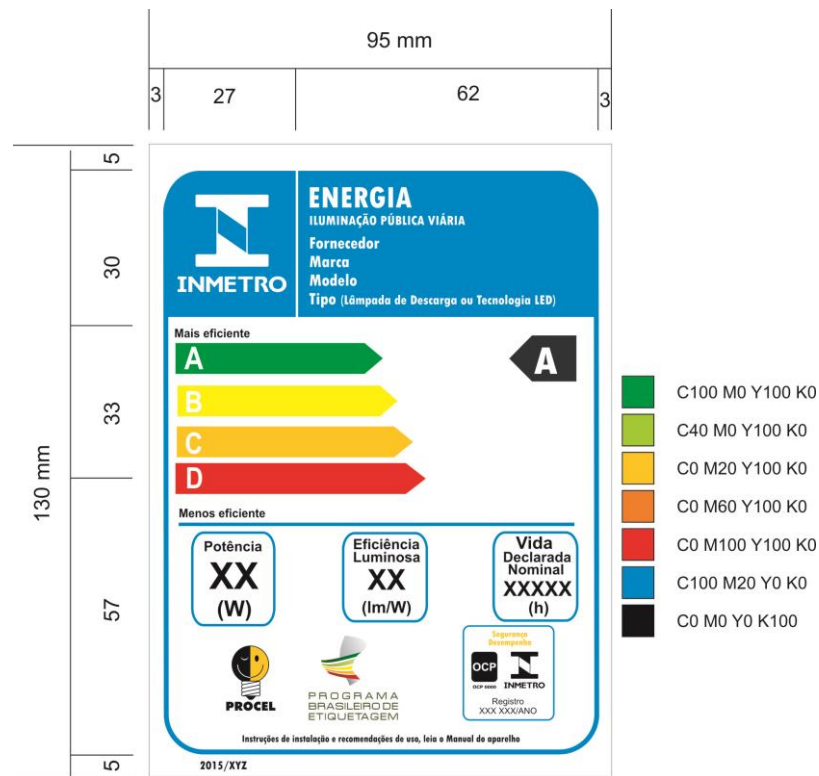 95 mm
3 27 62 3
130 mm
5
30
33
57
5
INMETRO
ENERGIA
ILUMINAÇÃO PÚBLICA VIÁRIA
Fornecedor
Marca
Modelo
Tipo (Lâmpada de Descarga ou Tecnologia LED)
Mais eficiente
A
A
B
C
D
Menos eficiente
Potência
XX
(W)
Eficiência
Luminosa
XX
(lm/W)
Vida
Declarada
Nominal
XXXXX
(h)
PROCEL
PROGRAMA
BRASILEIRO DE
ETIQUETAGEM
Segurança
Desempenho
OCP
OCP 0000
INMETRO
Registro
XXX XXX/ANO
Instruções de instalação e recomendações de uso, leia o Manual do aparelho
2015/XYZ
C100 M0 Y100 K0
C40 M0 Y100 K0
C0 M20 Y100 K0
C0 M60 Y100 K0
C0 M100 Y100 K0
C100 M20 Y0 K0
C0 M0 Y0 K100